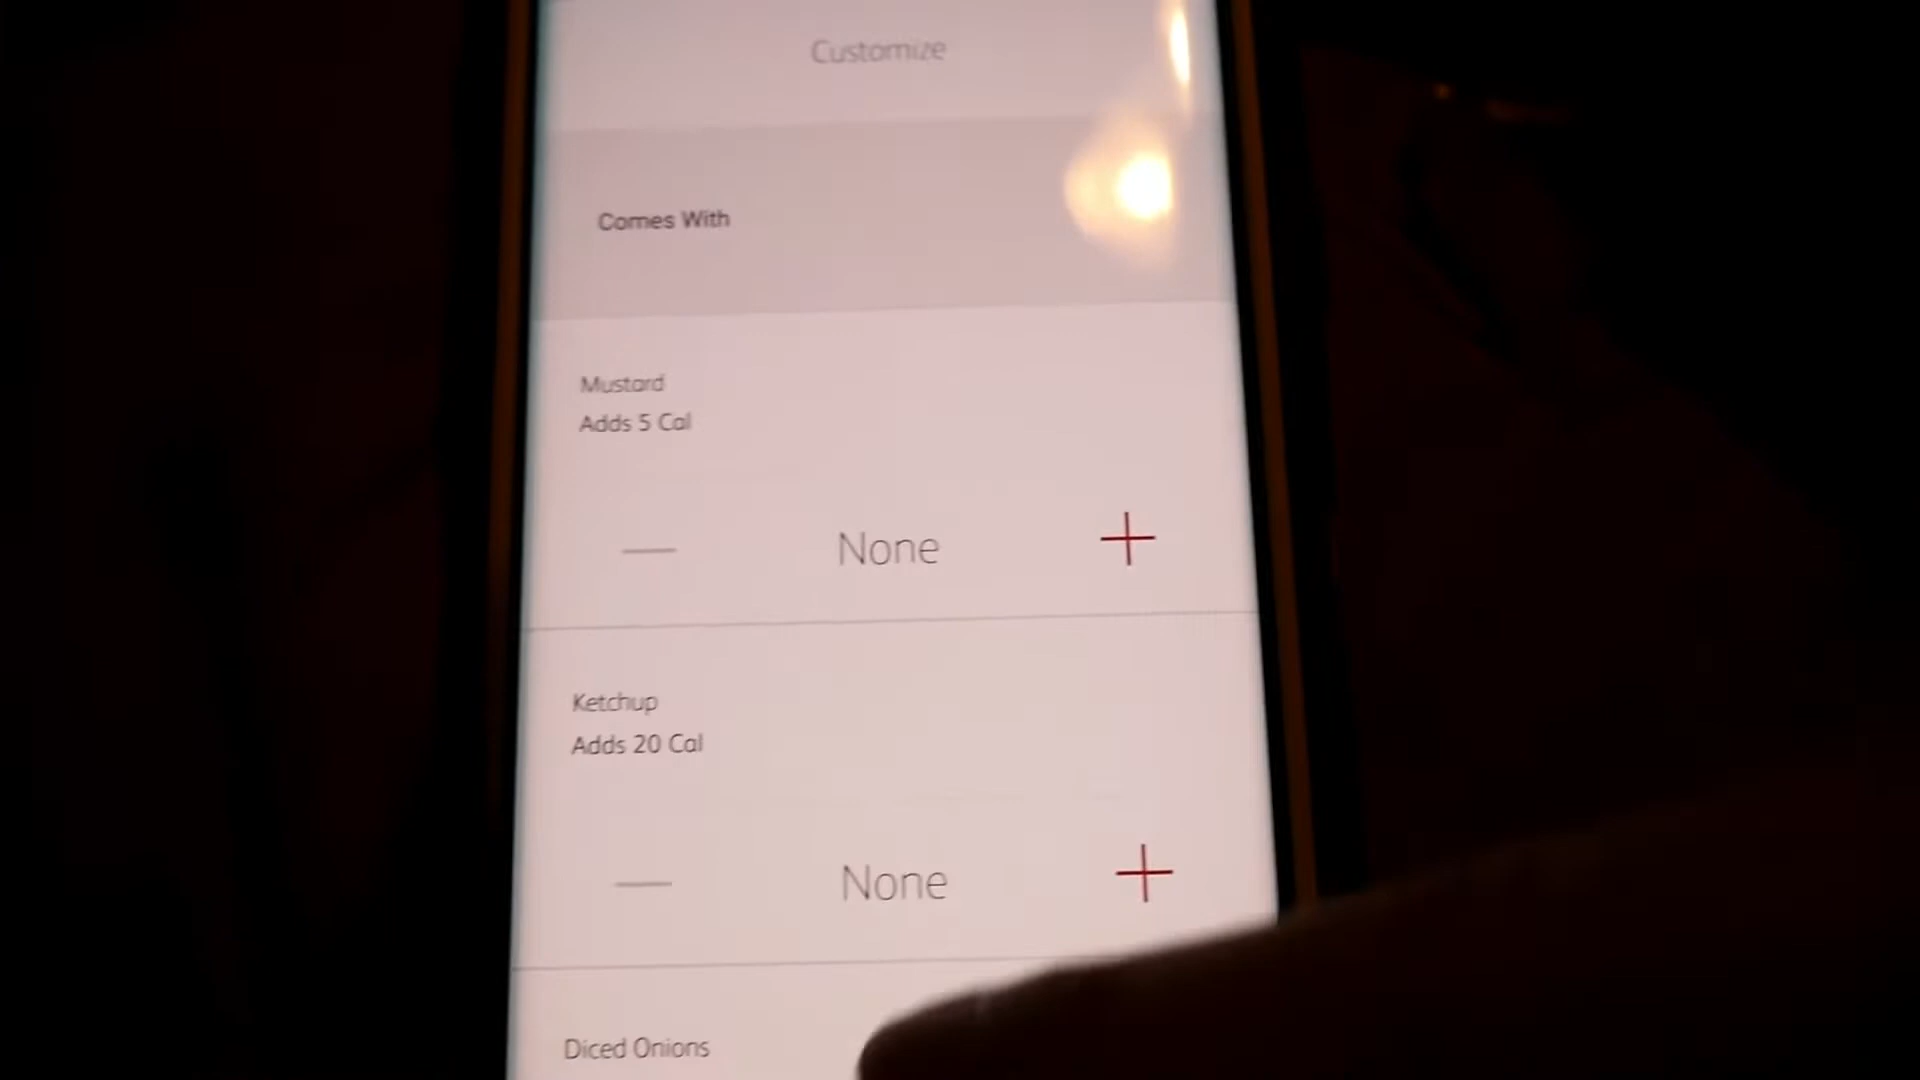 Customize
Comes With
Mustard
Adds 5 Cal
None
Ketchup
Adds 20 Cal
None
Diced Onions